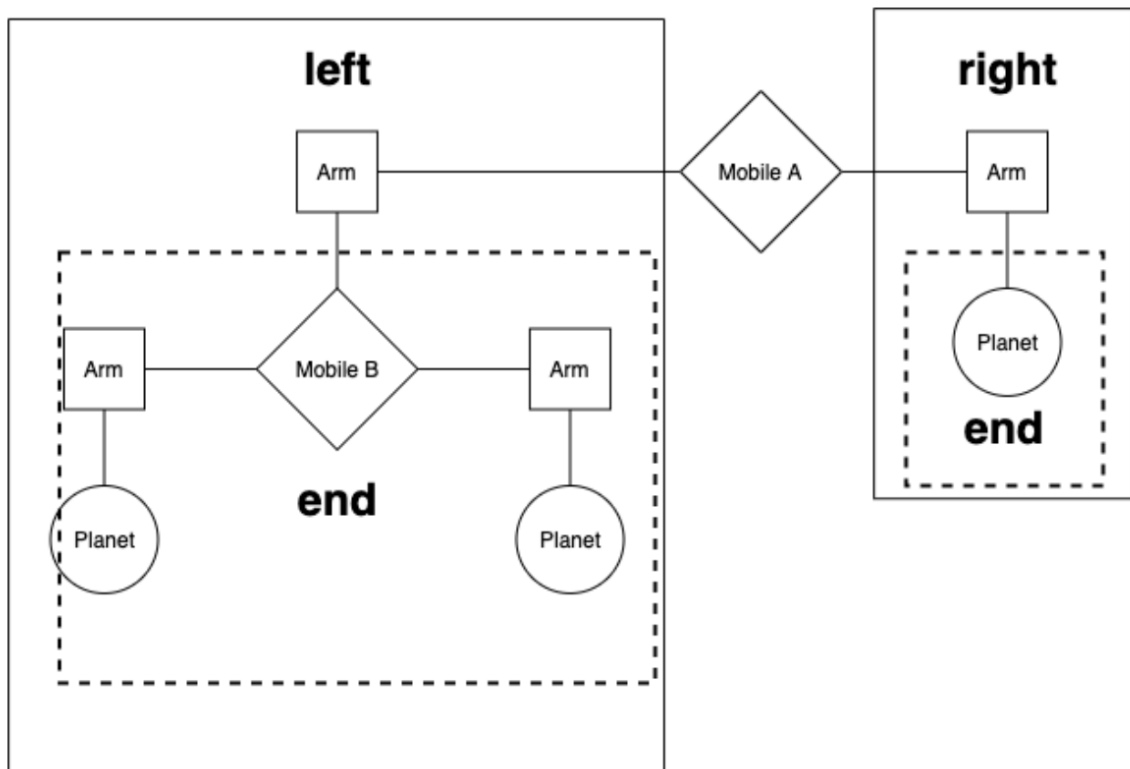 left
right
Arm
Mobile A
Arm
Arm
Mobile B
Arm
Planet
end
end
Planet
Planet